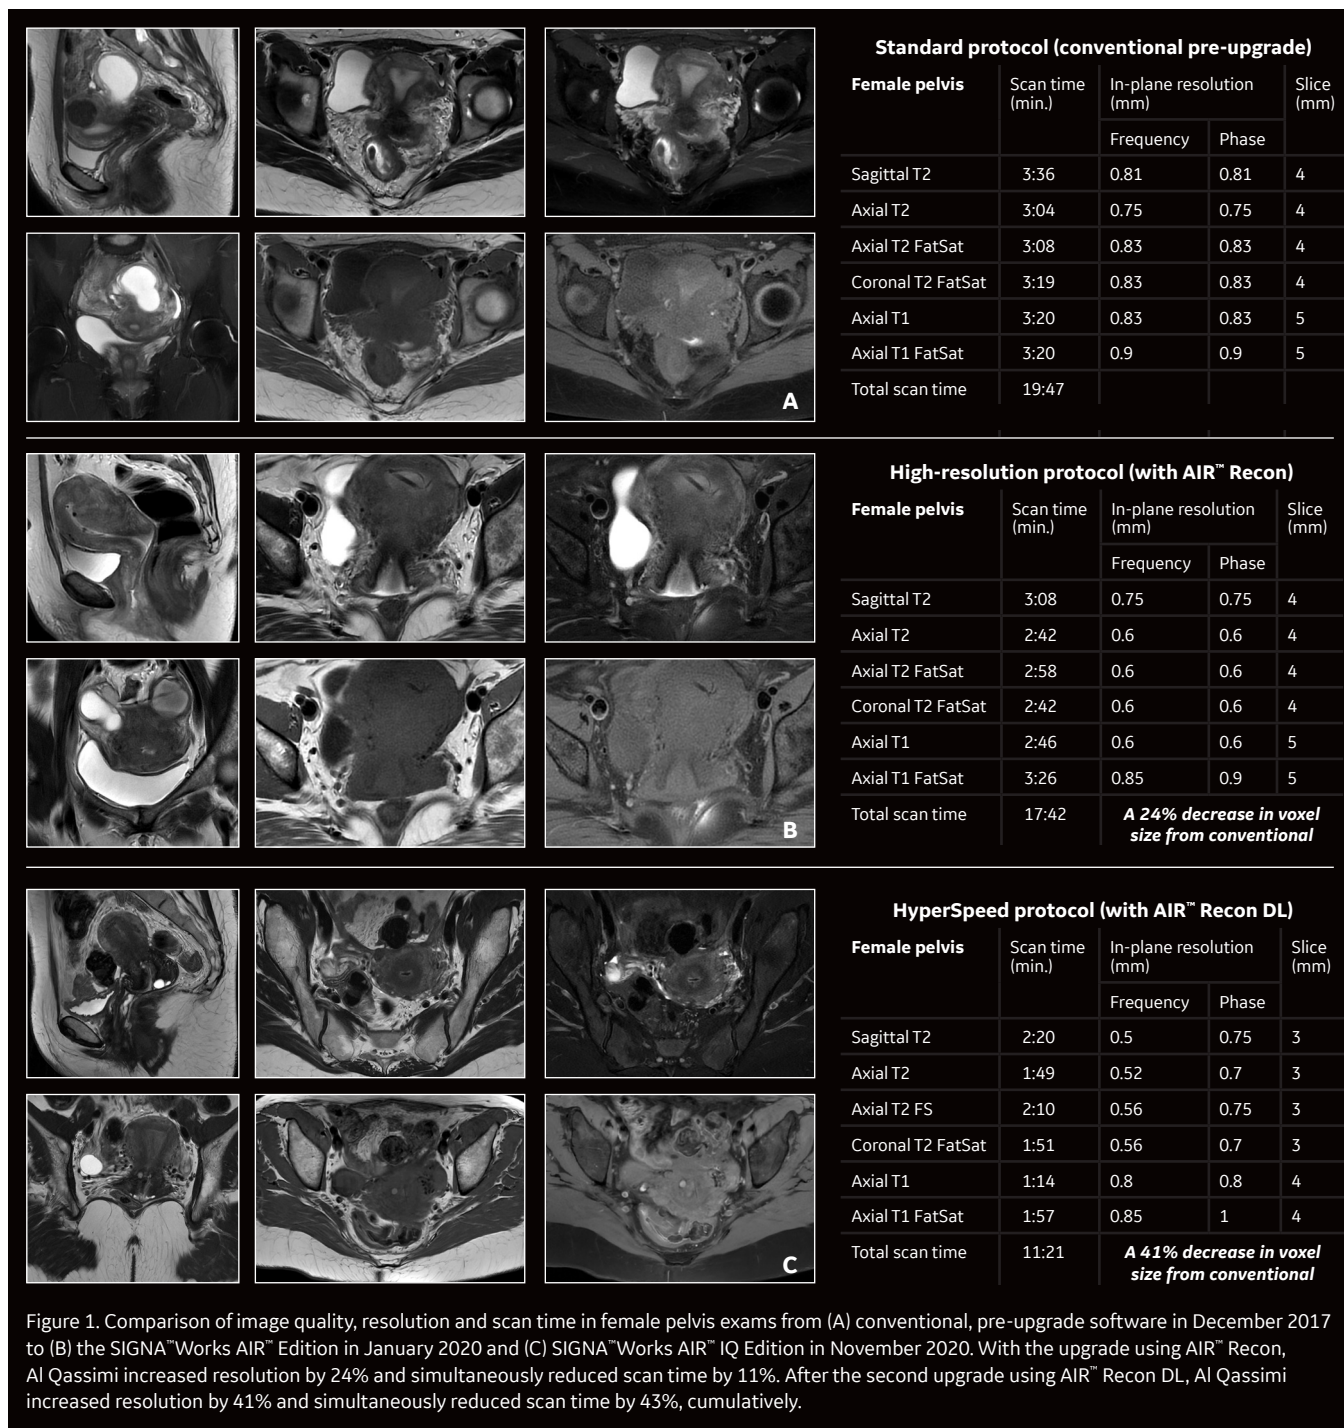 Standard protocol (conventional pre-upgrade)
Female pelvis Scan time (min.) In-plane resolution (mm) Slice (mm)
Frequency Phase
Sagittal T2 3:36 0.81 0.81 4
Axial T2 3:04 0.75 0.75 4
Axial T2 FatSat 3:08 0.83 0.83 4
Coronal T2 FatSat 3:19 0.83 0.83 4
Axial T1 3:20 0.83 0.83 5
Axial T1 FatSat 3:20 0.9 0.9 5
Total scan time 19:47
A
High-resolution protocol (with AIR™ Recon)
Female pelvis Scan time (min.) In-plane resolution (mm) Slice (mm)
Frequency Phase
Sagittal T2 3:08 0.75 0.75 4
Axial T2 2:42 0.6 0.6 4
Axial T2 FatSat 2:58 0.6 0.6 4
Coronal T2 FatSat 2:42 0.6 0.6 4
Axial T1 2:46 0.6 0.6 5
Axial T1 FatSat 3:26 0.85 0.9 5
Total scan time 17:42 A 24% decrease in voxel
size from conventional
B
HyperSpeed protocol (with AIR™ Recon DL)
Female pelvis Scan time (min.) In-plane resolution (mm) Slice (mm)
Frequency Phase
Sagittal T2 2:20 0.5 0.75 3
Axial T2 1:49 0.52 0.7 3
Axial T2 FS 2:10 0.56 0.75 3
Coronal T2 FatSat 1:51 0.56 0.7 3
Axial T1 1:14 0.8 0.8 4
Axial T1 FatSat 1:57 0.85 1 4
Total scan time 11:21 A 41% decrease in voxel
size from conventional
C
Figure 1. Comparison of image quality, resolution and scan time in female pelvis exams from (A) conventional, pre-upgrade software in December 2017
to (B) the SIGNA™Works AIR™ Edition in January 2020 and (C) SIGNA™Works AIR™ IQ Edition in November 2020. With the upgrade using AIR™ Recon,
Al Qassimi increased resolution by 24% and simultaneously reduced scan time by 11%. After the second upgrade using AIR™ Recon DL, Al Qassimi
increased resolution by 41% and simultaneously reduced scan time by 43%, cumulatively.